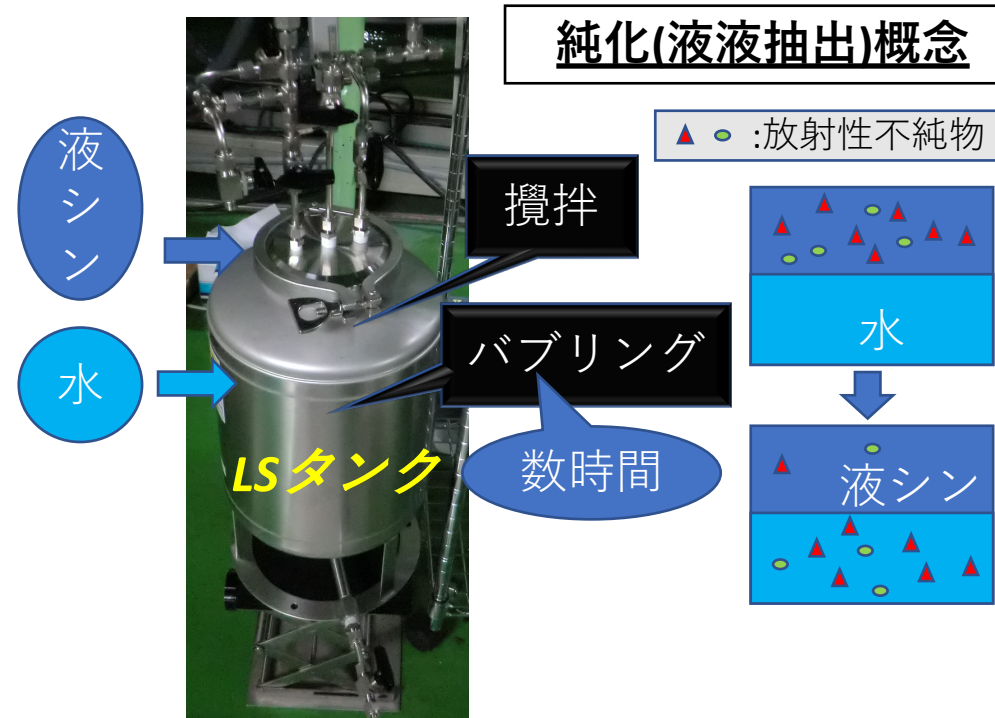 純化(液液抽出)概念
▲ ● :放射性不純物
液シン
攪拌
水
バブリング
水
LSタンク
数時間
液シン